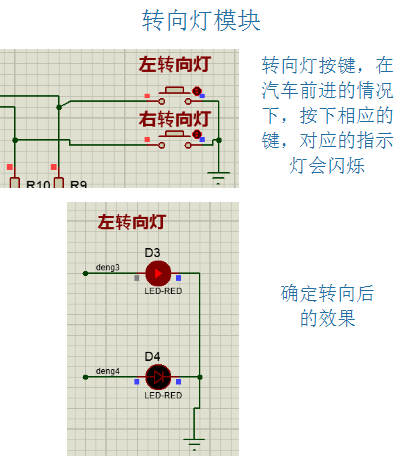 转向灯模块
左转向灯
右转向灯
R10
R9
转向灯按键，在
汽车前进的情况
下，按下相应的
键，对应的指示
灯会闪烁
左转向灯
D3
deng3
LED-RED
D4
deng4
LED-RED
确定转向后
的效果